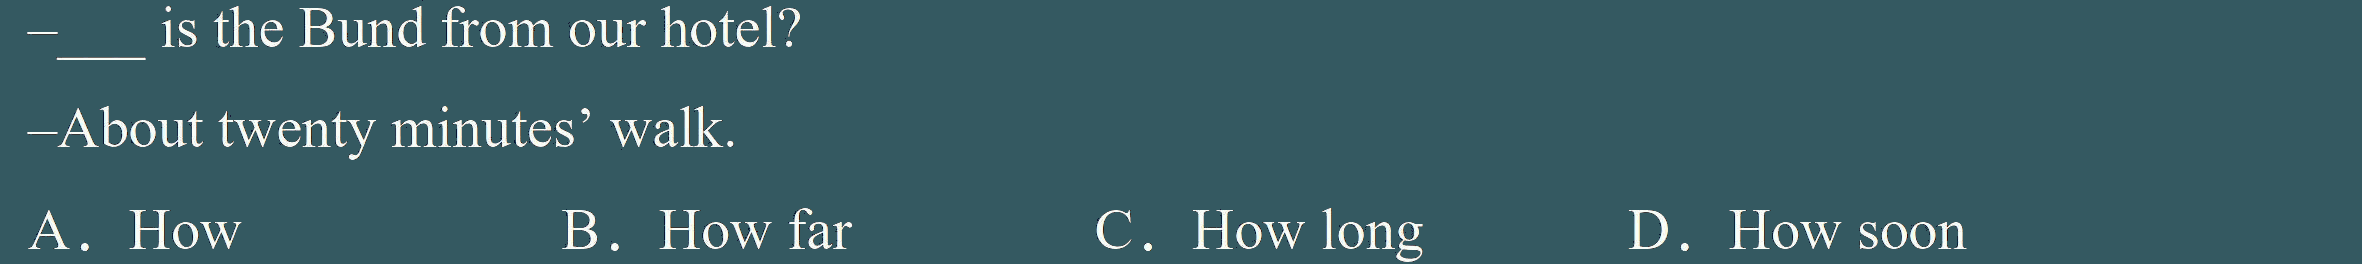 –___ is the Bund from our hotel?
–About twenty minutes’ walk.
A．How B．How far C．How long D．How soon